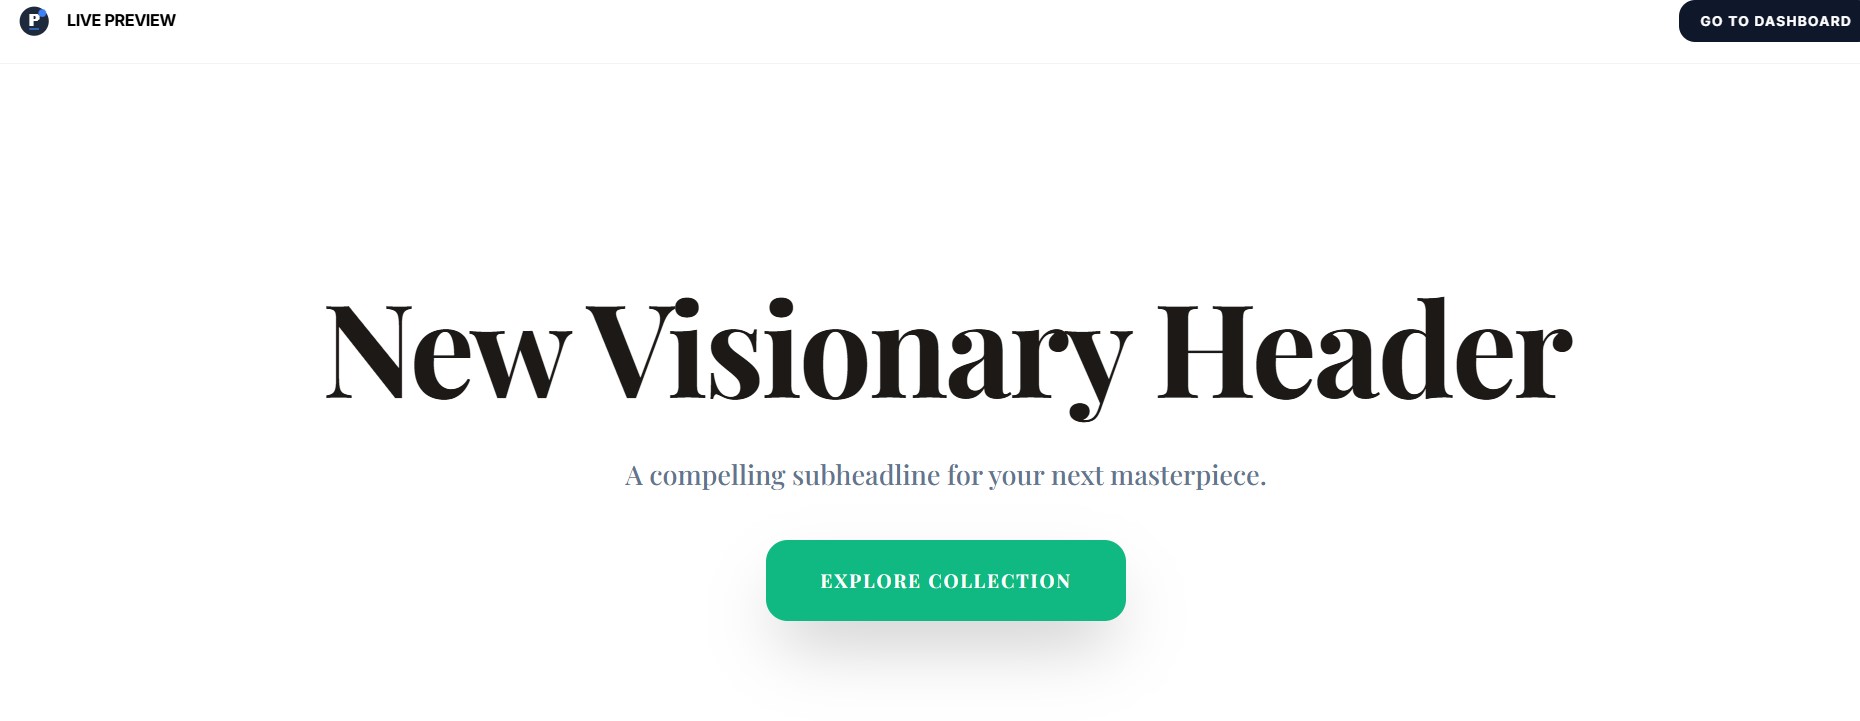 P
LIVE PREVIEW
GO TO DASHBOARD
New Visionary Header
A compelling subheadline for your next masterpiece.
EXPLORE COLLECTION